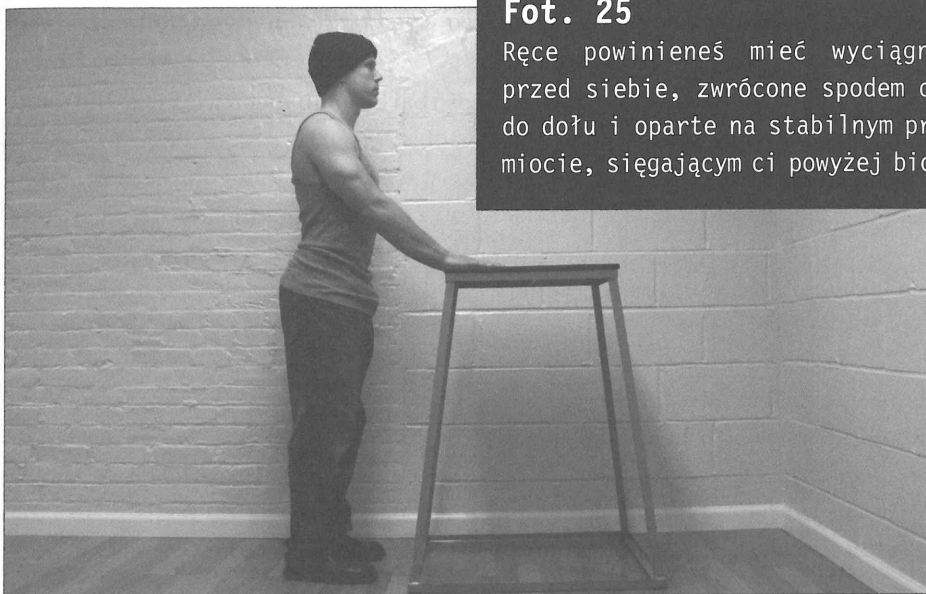 Fot. 25
Ręce powinieneś mieć
przed siebie, zwrócone spodem
do dołu i oparte na stabilnym
miocie, sięgającym ci powyżej